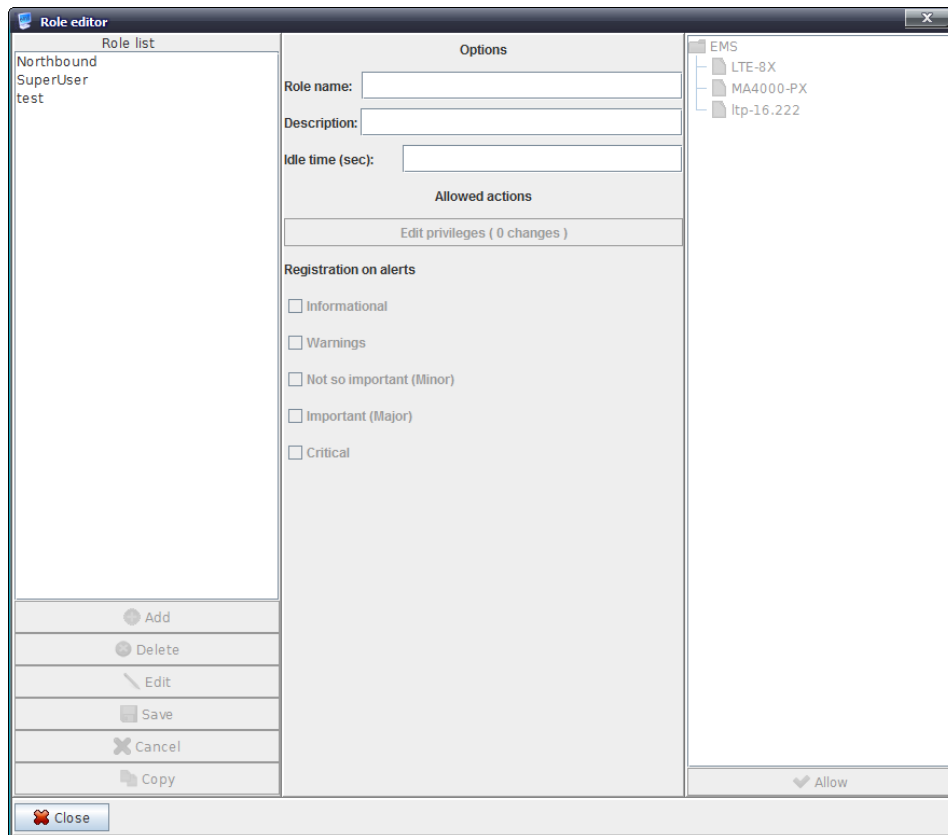 Role editor
Role list
Northbound
SuperUser
test
Add
Delete
Edit
Save
Cancel
Copy
Options
Role name:
Description:
Idle time (sec):
Allowed actions
Edit privileges ( 0 changes )
Registration on alerts
Informational
Warnings
Not so important (Minor)
Important (Major)
Critical
EMS
LTE-8X
MA4000-PX
ltp-16.222
Allow
Close